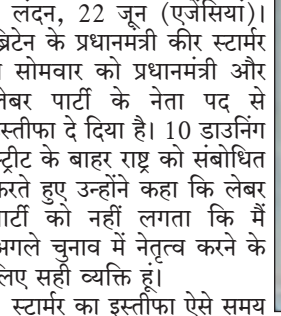 लंदन, 22 जून (एजेंसियां)।
ब्रिटेन के प्रधानमंत्री कीर स्टार्मर
सोमवार को प्रधानमंत्री और
लेबर पार्टी के नेता पद से
इस्तीफा दे दिया है। 10 डाउनिंग
स्ट्रीट के बाहर राष्ट्र को संबोधित
करते हुए उन्होंने कहा कि लेबर
पार्टी को नहीं लगता कि मैं
अगले चुनाव में नेतृत्व करने के
लिए सही व्यक्ति हूं।
स्टार्मर का इस्तीफा ऐसे समय